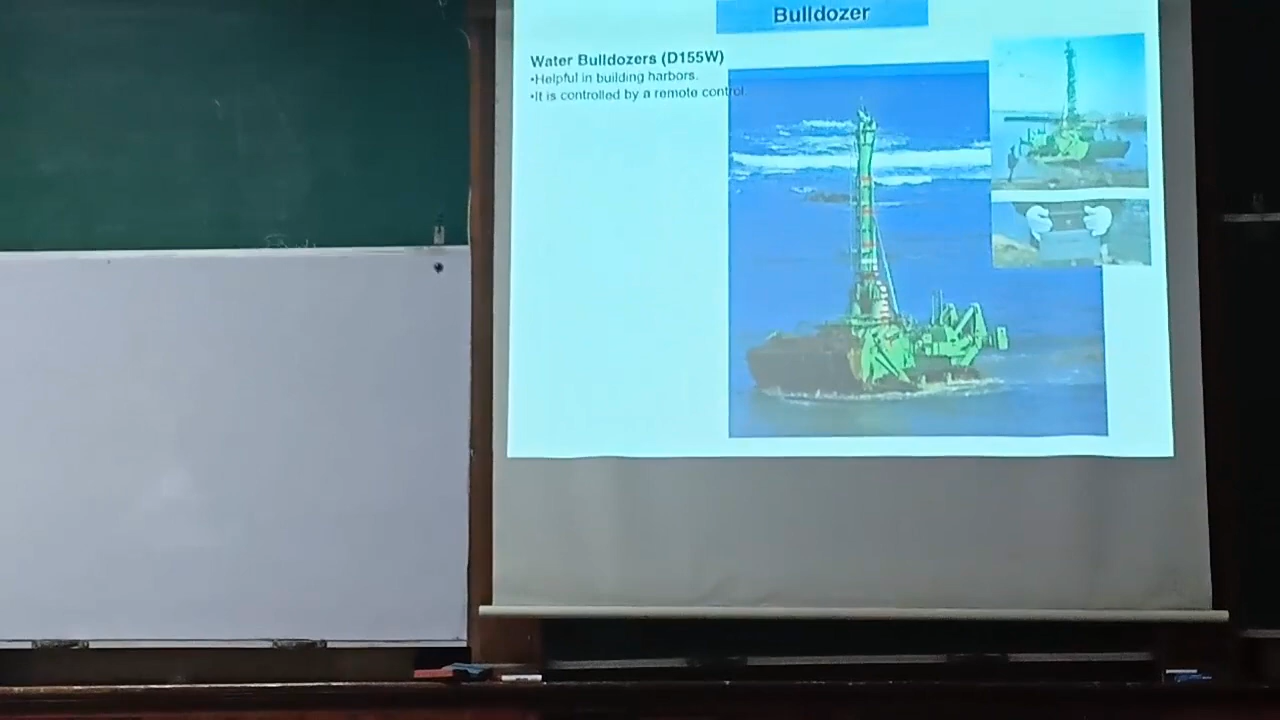 Bulldozer
Water Bulldozers (D155W)
•Helpful in building harbors.
•It is controlled by a remote control.